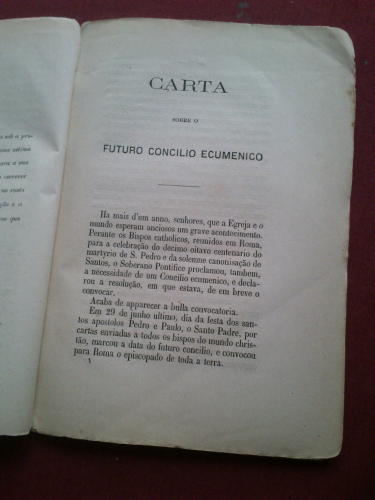 CARTA
SOBRE O
FUTURO CONCILIO ECUMENICO
Ha mais d'um anno, senhores, que a Egreja e o
mundo esperam anciosos um grave acontecimento.
Perante os Bispos catholicos, reunidos em Roma,
para a celebração do decimo oitavo centenario do
martyrio de S. Pedro e da solemne canonisação de
Santos, o Soberano Pontifice proclamou, tambem,
a necessidade de um Concilio ecumenico, e decla-
rou a resolução, em que estava, de em breve o
convocar.
Acaba de apparecer a bulla convocatoria.
Em 29 de junho ultimo, dia da festa dos san-
tos apostolos Pedro e Paulo, o Santo Padre, por
cartas enviadas a todos os bispos do mundo chris-
tão, marcou a data do futuro concilio, e convocou
para Roma o episcopado de toda a terra.